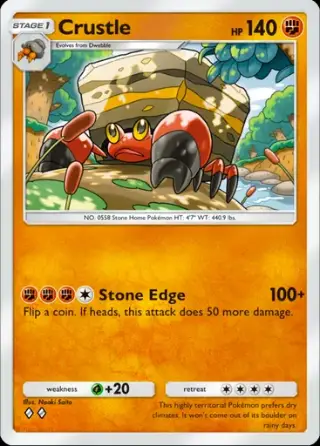 STAGE 1
Crustle
HP 140
Evolves from Dwebble
NO. 0558 Stone Home Pokémon HT: 4'7" WT: 440.9 lbs.
Stone Edge 100+
Flip a coin. If heads, this attack does 50 more damage.
weakness +20 retreat
Illus. Naoki Saito
This highly territorial Pokémon prefers dry
climates. It won't come out of its boulder on
rainy days.